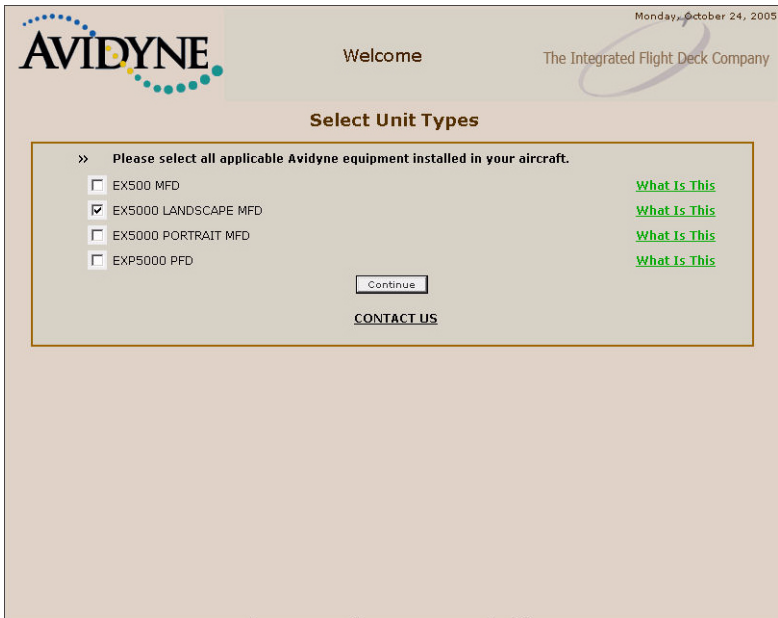 Monday, October 24, 2005
AVIDYNE
Welcome
The Integrated Flight Deck Company
Select Unit Types
» Please select all applicable Avidyne equipment installed in your aircraft.
EX500 MFD What Is This
EX5000 LANDSCAPE MFD What Is This
EX5000 PORTRAIT MFD What Is This
EXP5000 PFD What Is This
Continue
CONTACT US